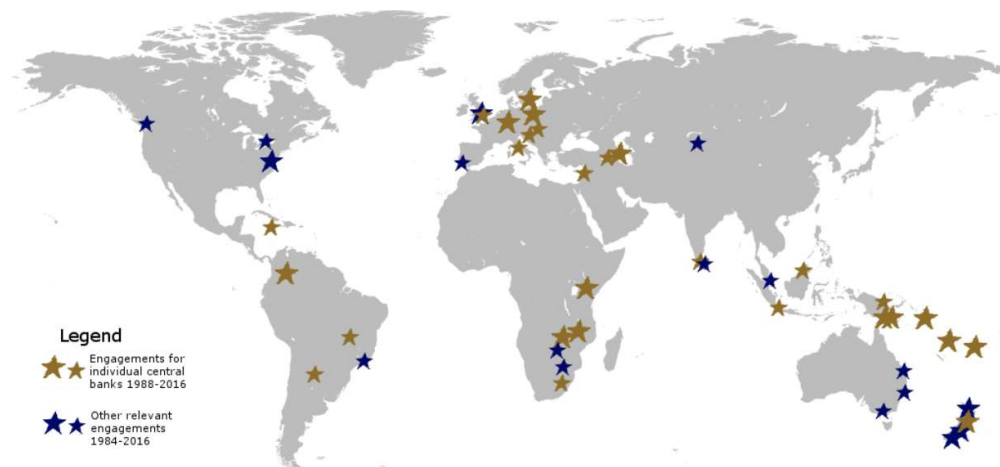 Legend
Engagements for
individual central
banks 1988-2016
Other relevant
engagements
1984-2016